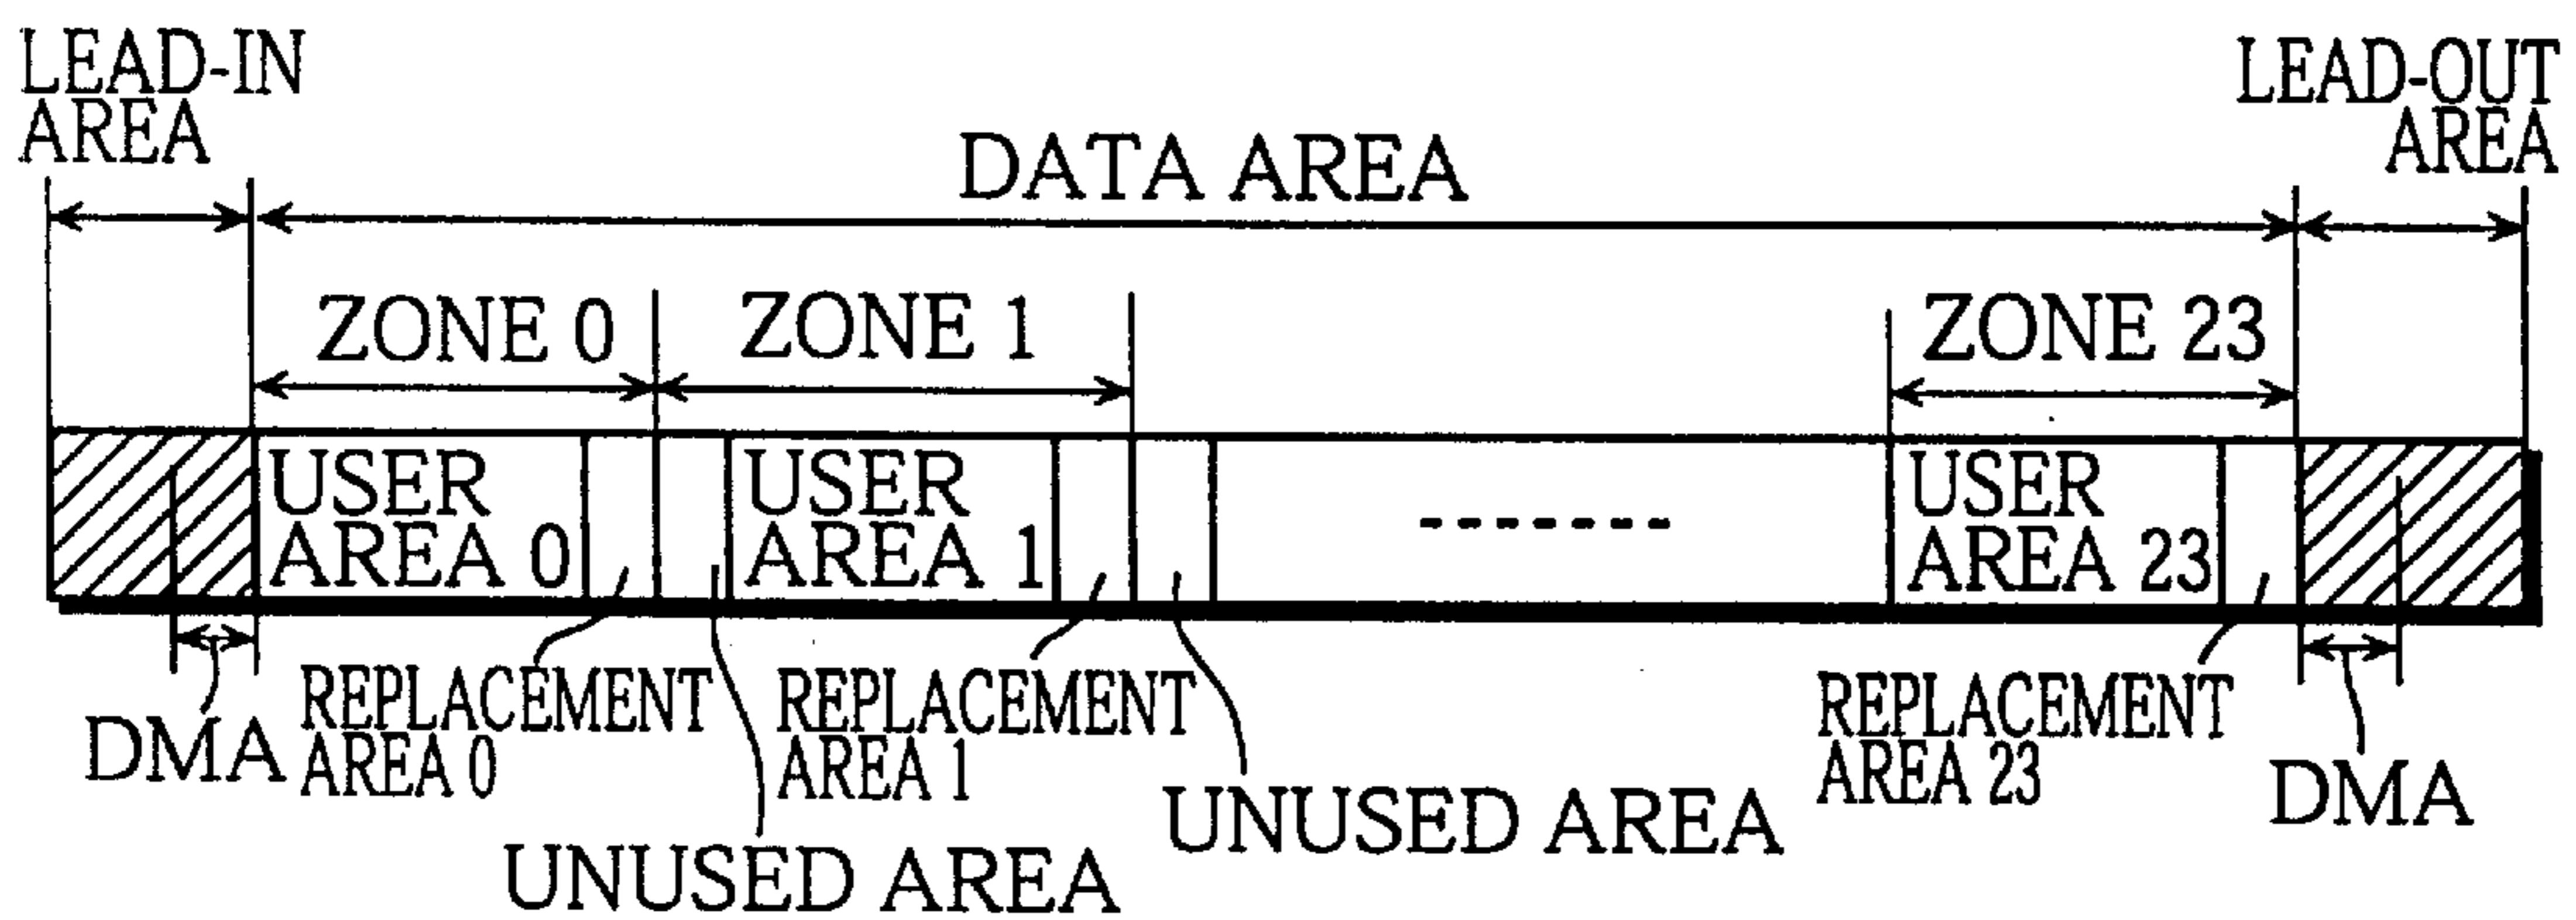 LEAD-IN
AREA
DATA AREA
LEAD-OUT
AREA
ZONE 0
ZONE 1
ZONE 23
USER
AREA 0
USER
AREA 1
USER
AREA 23
DMA
REPLACEMENT
AREA 0
UNUSED AREA
REPLACEMENT
AREA 1
UNUSED AREA
REPLACEMENT
AREA 23
DMA